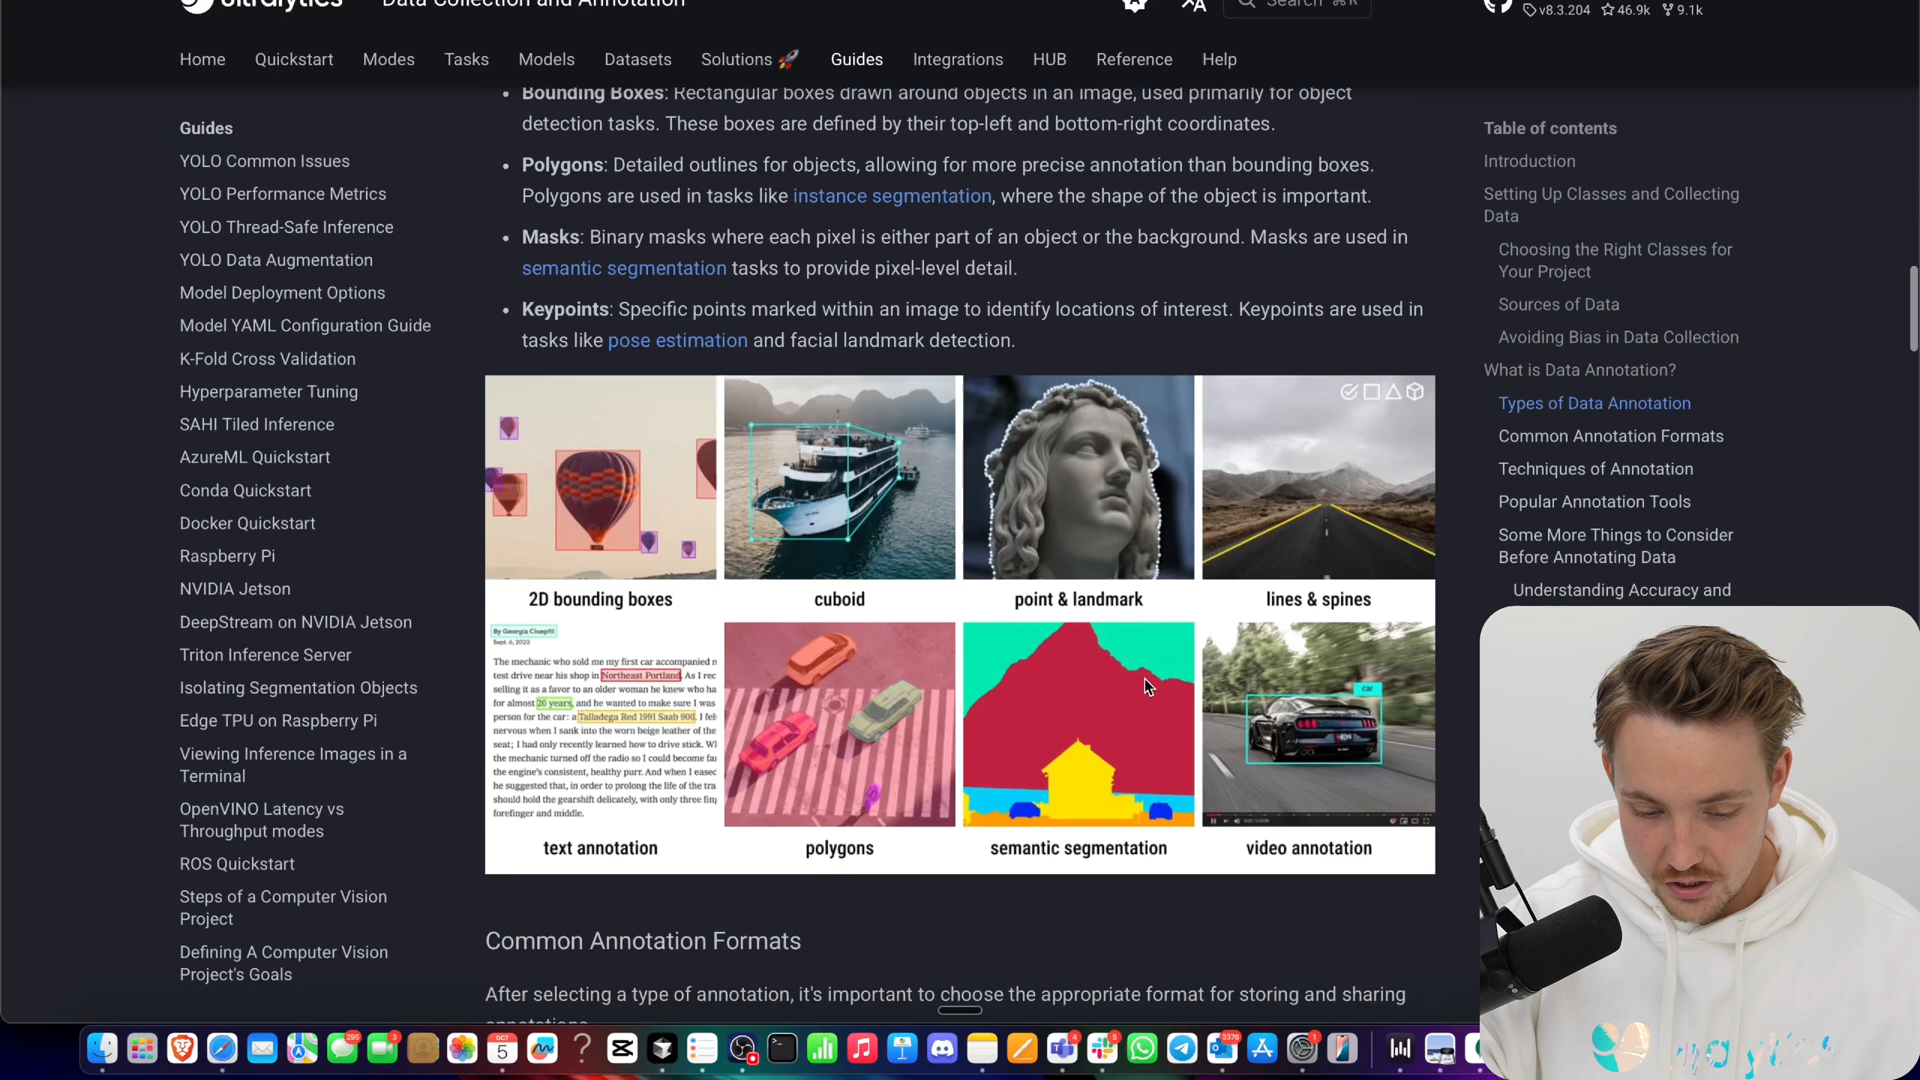 ultralytics
Data Collection and Annotation
Search ⌘K
v8.3.204 46.9k 9.1k
Home Quickstart Modes Tasks Models Datasets Solutions 🚀 Guides Integrations HUB Reference Help
Guides
YOLO Common Issues
YOLO Performance Metrics
YOLO Thread-Safe Inference
YOLO Data Augmentation
Model Deployment Options
Model YAML Configuration Guide
K-Fold Cross Validation
Hyperparameter Tuning
SAHI Tiled Inference
AzureML Quickstart
Conda Quickstart
Docker Quickstart
Raspberry Pi
NVIDIA Jetson
DeepStream on NVIDIA Jetson
Triton Inference Server
Isolating Segmentation Objects
Edge TPU on Raspberry Pi
Viewing Inference Images in a
Terminal
OpenVINO Latency vs
Throughput modes
ROS Quickstart
Steps of a Computer Vision
Project
Defining A Computer Vision
Project's Goals
• Bounding Boxes: Rectangular boxes drawn around objects in an image, used primarily for object
detection tasks. These boxes are defined by their top-left and bottom-right coordinates.
• Polygons: Detailed outlines for objects, allowing for more precise annotation than bounding boxes.
Polygons are used in tasks like instance segmentation, where the shape of the object is important.
• Masks: Binary masks where each pixel is either part of an object or the background. Masks are used in
semantic segmentation tasks to provide pixel-level detail.
• Keypoints: Specific points marked within an image to identify locations of interest. Keypoints are used in
tasks like pose estimation and facial landmark detection.
2D bounding boxes
cuboid
point & landmark
lines & spines
By Georgia Cloepfil
Sept. 6, 2022
The mechanic who sold me my first car accompanied
test drive near his shop in Northeast Portland. As I
selling it as a favor to an older woman he knew who
for almost 20 years, and he wanted to make sure I was
person for the car: a Talladega Red 1991 Saab 900. I
nervous when I sank into the worn beige leather of the
seat; I had only recently learned how to drive stick.
the mechanic turned off the radio so I could become
the engine's consistent, healthy purr. And when I eased
he suggested that, in order to prolong the life of the
should hold the gearshift delicately, with only three
forefinger and middle.
car
text annotation
polygons
semantic segmentation
video annotation
Common Annotation Formats
After selecting a type of annotation, it's important to choose the appropriate format for storing and sharing
annotations.
Table of contents
Introduction
Setting Up Classes and Collecting
Data
Choosing the Right Classes for
Your Project
Sources of Data
Avoiding Bias in Data Collection
What is Data Annotation?
Types of Data Annotation
Common Annotation Formats
Techniques of Annotation
Popular Annotation Tools
Some More Things to Consider
Before Annotating Data
Understanding Accuracy and
295
3
OCT
5
4
5
3376
1